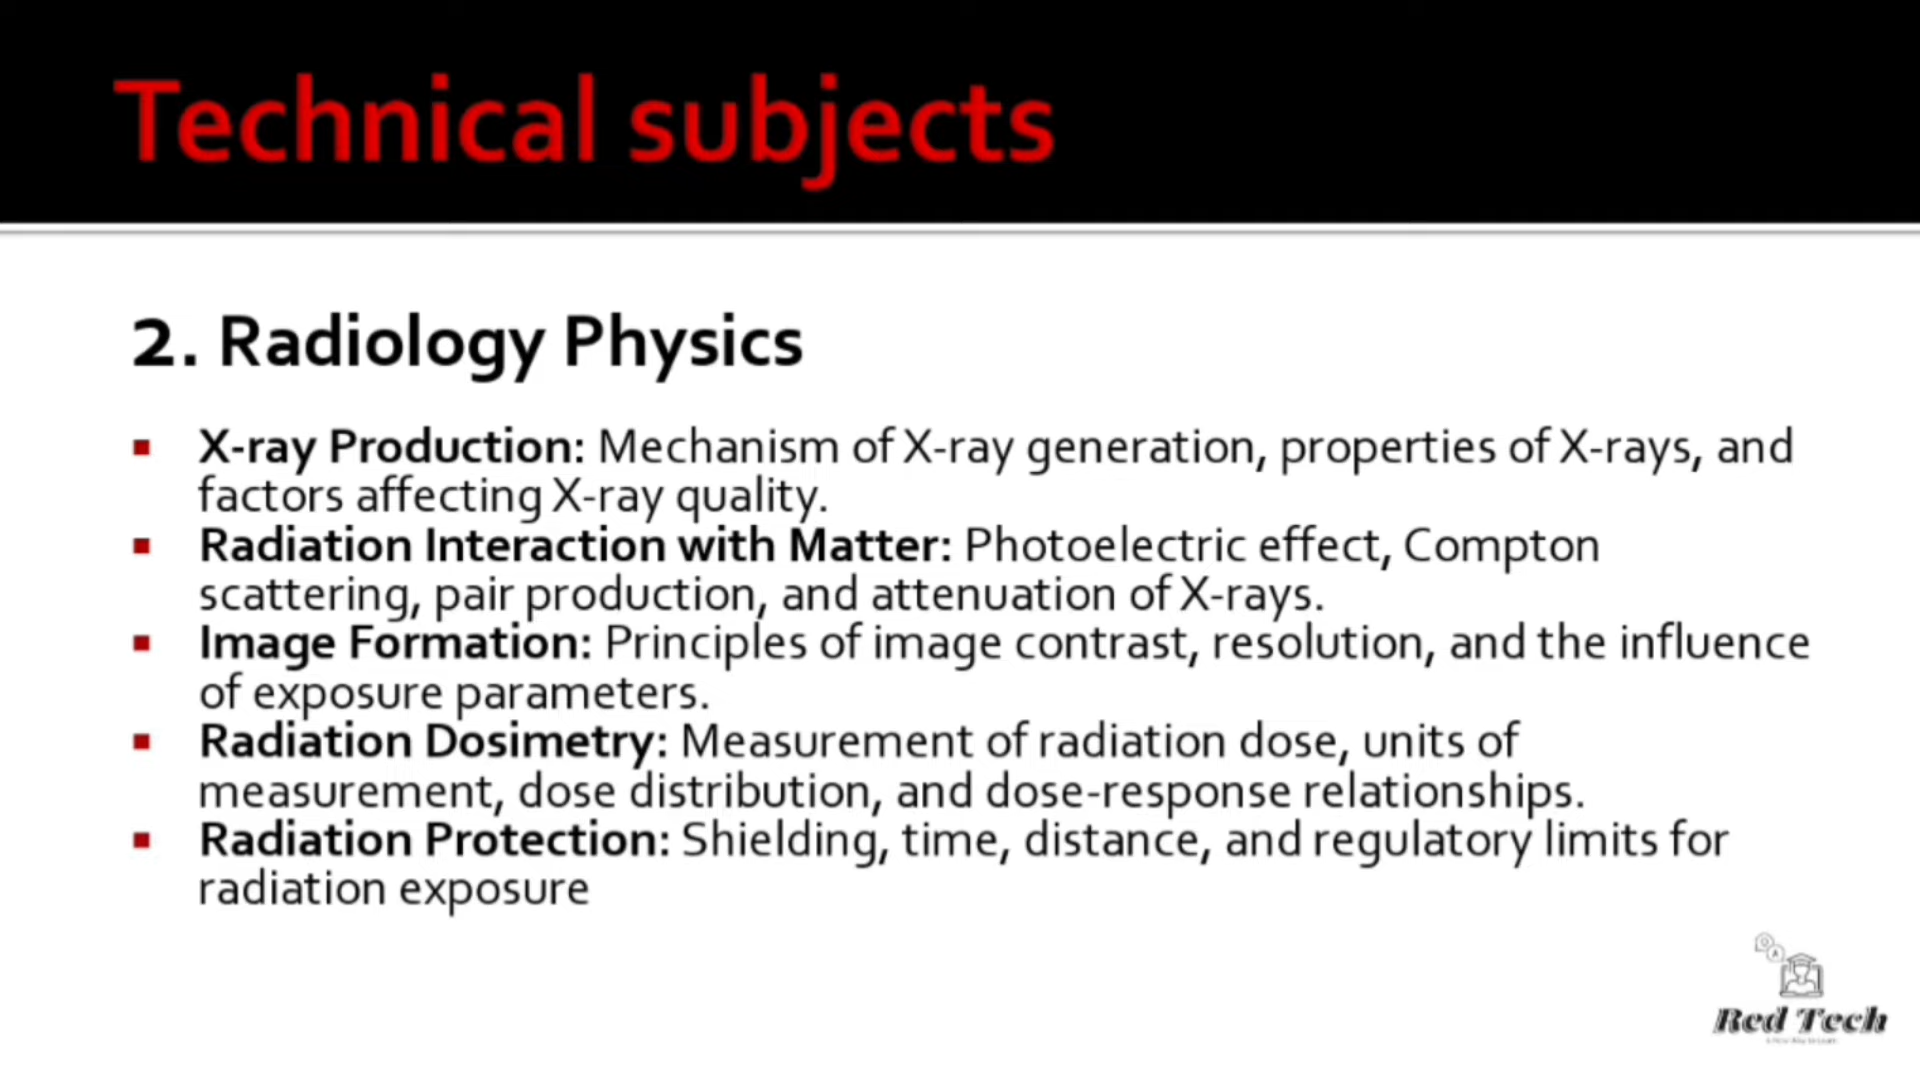 Technical subjects
2. Radiology Physics
X-ray Production: Mechanism of X-ray generation, properties of X-rays, and
factors affecting X-ray quality.
Radiation Interaction with Matter: Photoelectric effect, Compton
scattering, pair production, and attenuation of X-rays.
Image Formation: Principles of image contrast, resolution, and the influence
of exposure parameters.
Radiation Dosimetry: Measurement of radiation dose, units of
measurement, dose distribution, and dose-response relationships.
Radiation Protection: Shielding, time, distance, and regulatory limits for
radiation exposure
Q
A
Red Tech